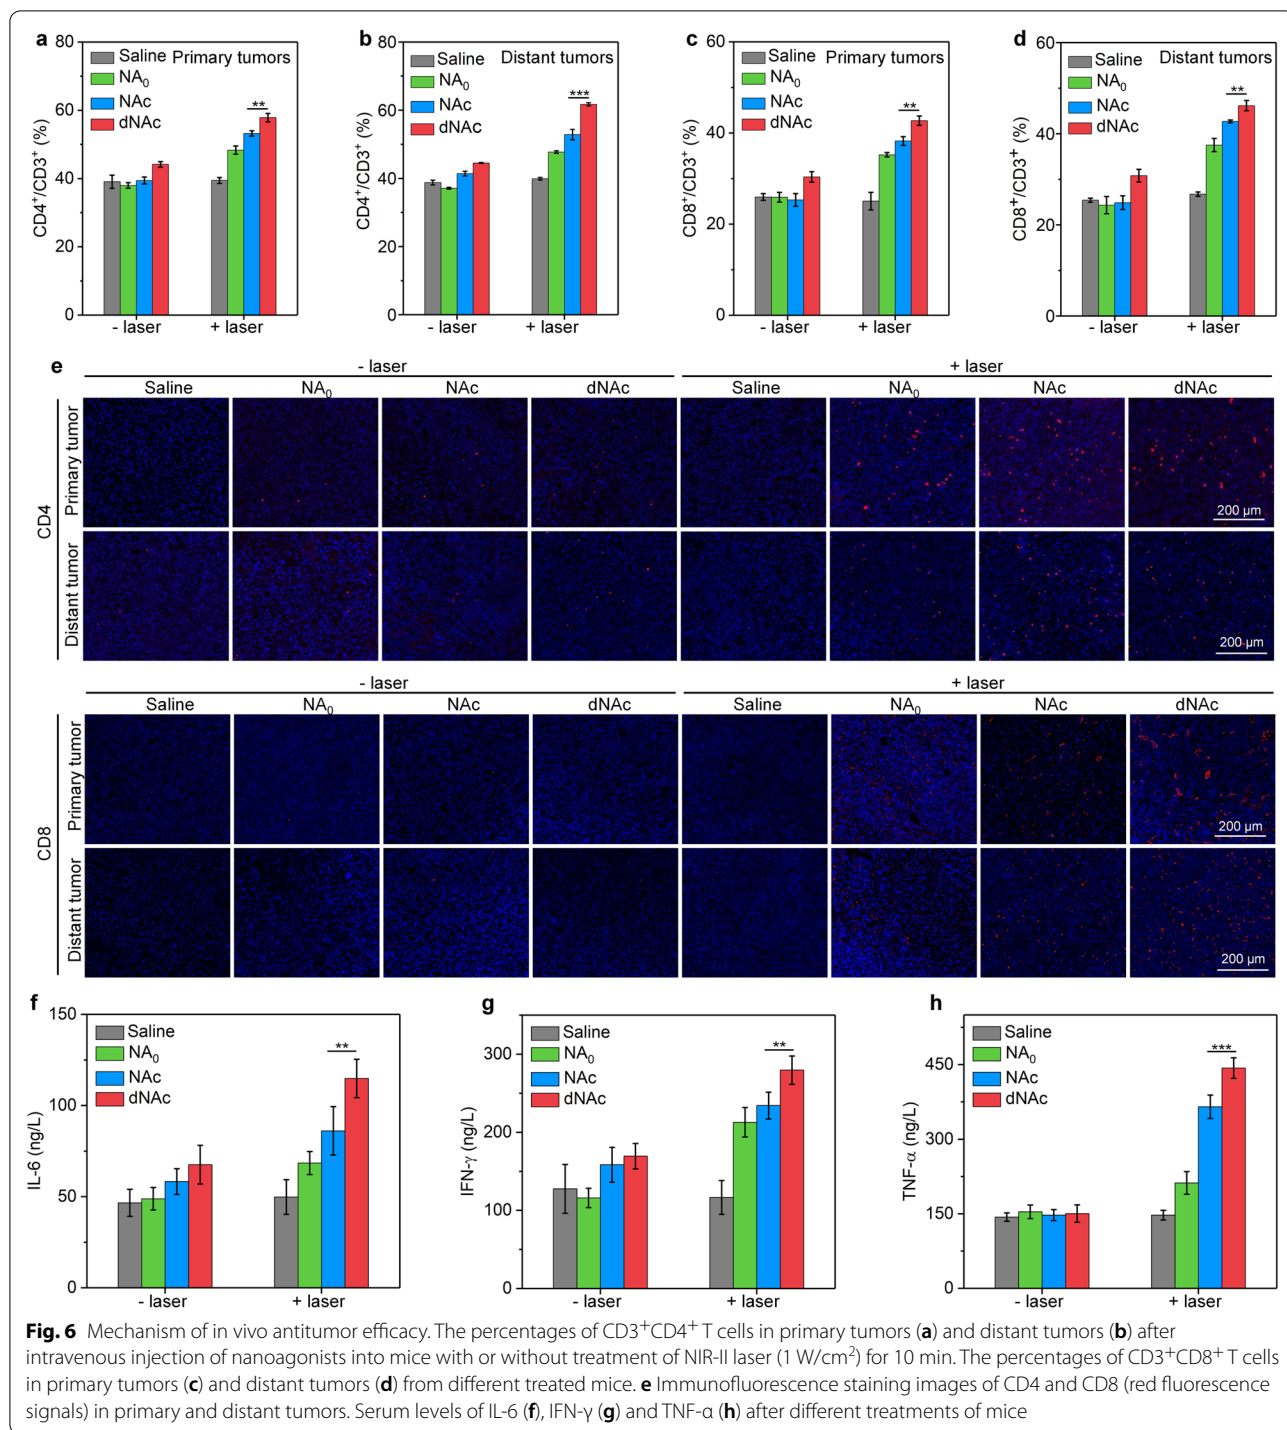 a
80
60
40
20
0
CD4⁺/CD3⁺ (%)
Saline
NA₀
NAc
dNAc
Primary tumors
**
- laser
+ laser
b
80
60
40
20
0
CD4⁺/CD3⁺ (%)
Saline
NA₀
NAc
dNAc
Distant tumors
***
- laser
+ laser
c
60
40
20
0
CD8⁺/CD3⁺ (%)
Saline
NA₀
NAc
dNAc
Primary tumors
**
- laser
+ laser
d
60
40
20
0
CD8⁺/CD3⁺ (%)
Saline
NA₀
NAc
dNAc
Distant tumors
**
- laser
+ laser
e
- laser
+ laser
Saline NA₀ NAc dNAc Saline NA₀ NAc dNAc
CD4
Primary tumor
200 µm
Distant tumor
200 µm
- laser
+ laser
Saline NA₀ NAc dNAc Saline NA₀ NAc dNAc
CD8
Primary tumor
200 µm
Distant tumor
200 µm
f
150
100
50
0
IL-6 (ng/L)
Saline
NA₀
NAc
dNAc
**
- laser
+ laser
g
300
200
100
0
IFN-γ (ng/L)
Saline
NA₀
NAc
dNAc
**
- laser
+ laser
h
450
300
150
0
TNF-α (ng/L)
Saline
NA₀
NAc
dNAc
***
- laser
+ laser
Fig. 6 Mechanism of in vivo antitumor efficacy. The percentages of CD3⁺CD4⁺ T cells in primary tumors (a) and distant tumors (b) after
intravenous injection of nanoagonists into mice with or without treatment of NIR-II laser (1 W/cm²) for 10 min. The percentages of CD3⁺CD8⁺ T cells
in primary tumors (c) and distant tumors (d) from different treated mice. e Immunofluorescence staining images of CD4 and CD8 (red fluorescence
signals) in primary and distant tumors. Serum levels of IL-6 (f), IFN-γ (g) and TNF-α (h) after different treatments of mice